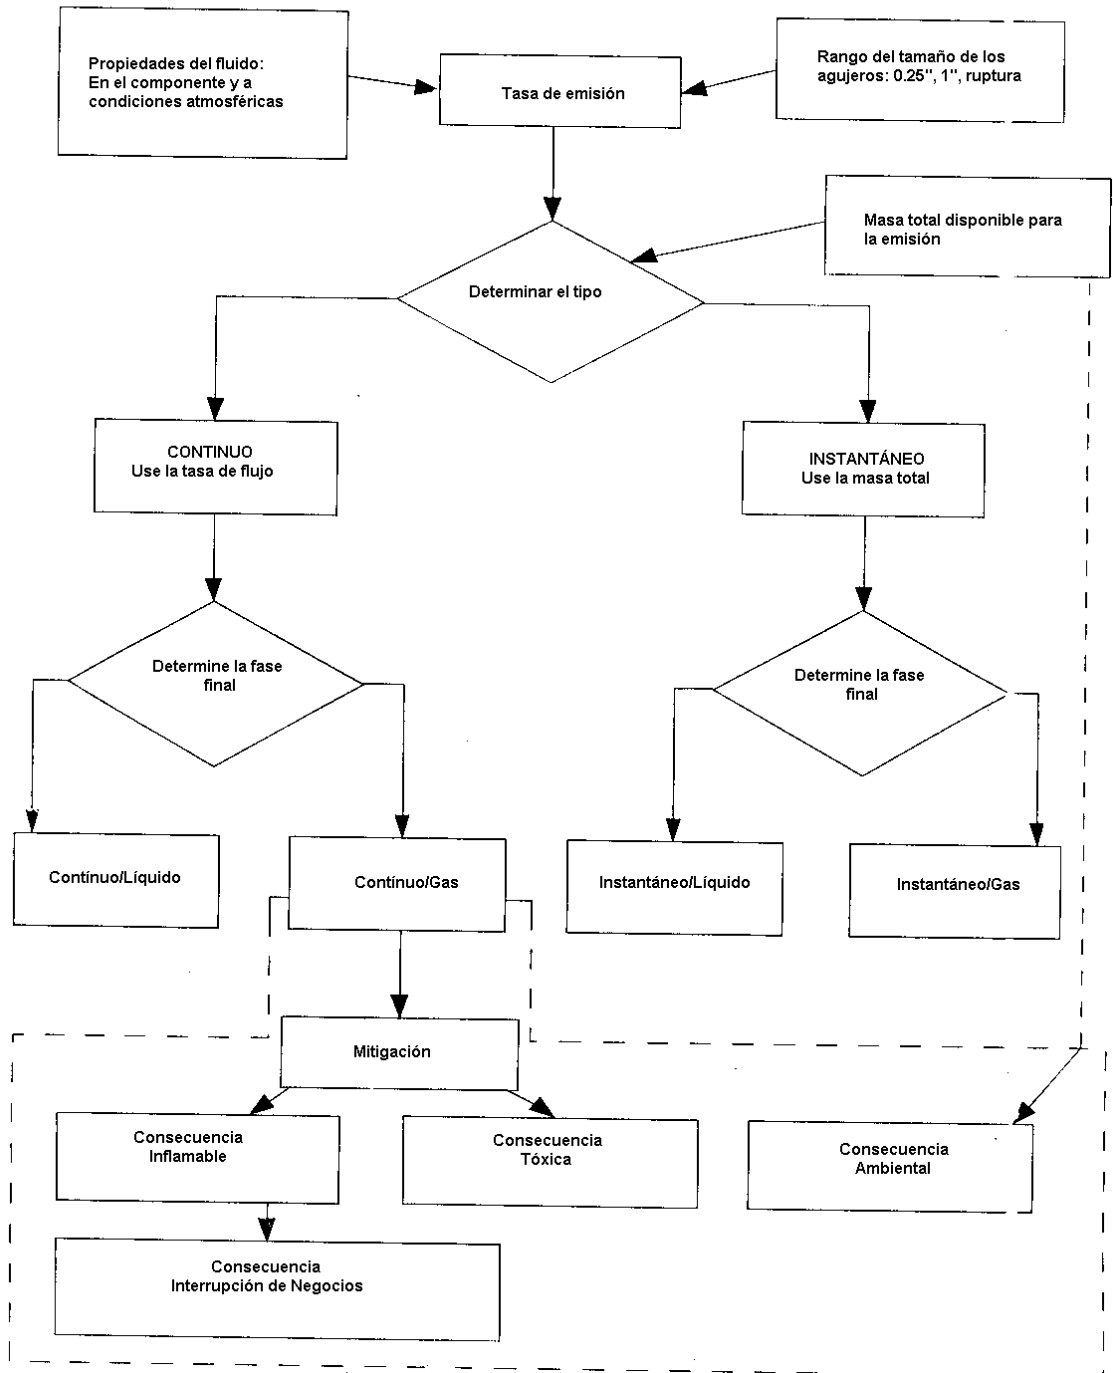 Propiedades del fluido:
En el componente y a
condiciones atmosféricas
Tasa de emisión
Rango del tamaño de los
agujeros: 0.25", 1", ruptura
Masa total disponible para
la emisión
Determinar el tipo
CONTINUO
Use la tasa de flujo
INSTANTÁNEO
Use la masa total
Determine la fase
final
Determine la fase
final
Contínuo/Líquido
Contínuo/Gas
Instantáneo/Líquido
Instantáneo/Gas
Mitigación
Consecuencia
Inflamable
Consecuencia
Tóxica
Consecuencia
Ambiental
Consecuencia
Interrupción de Negocios